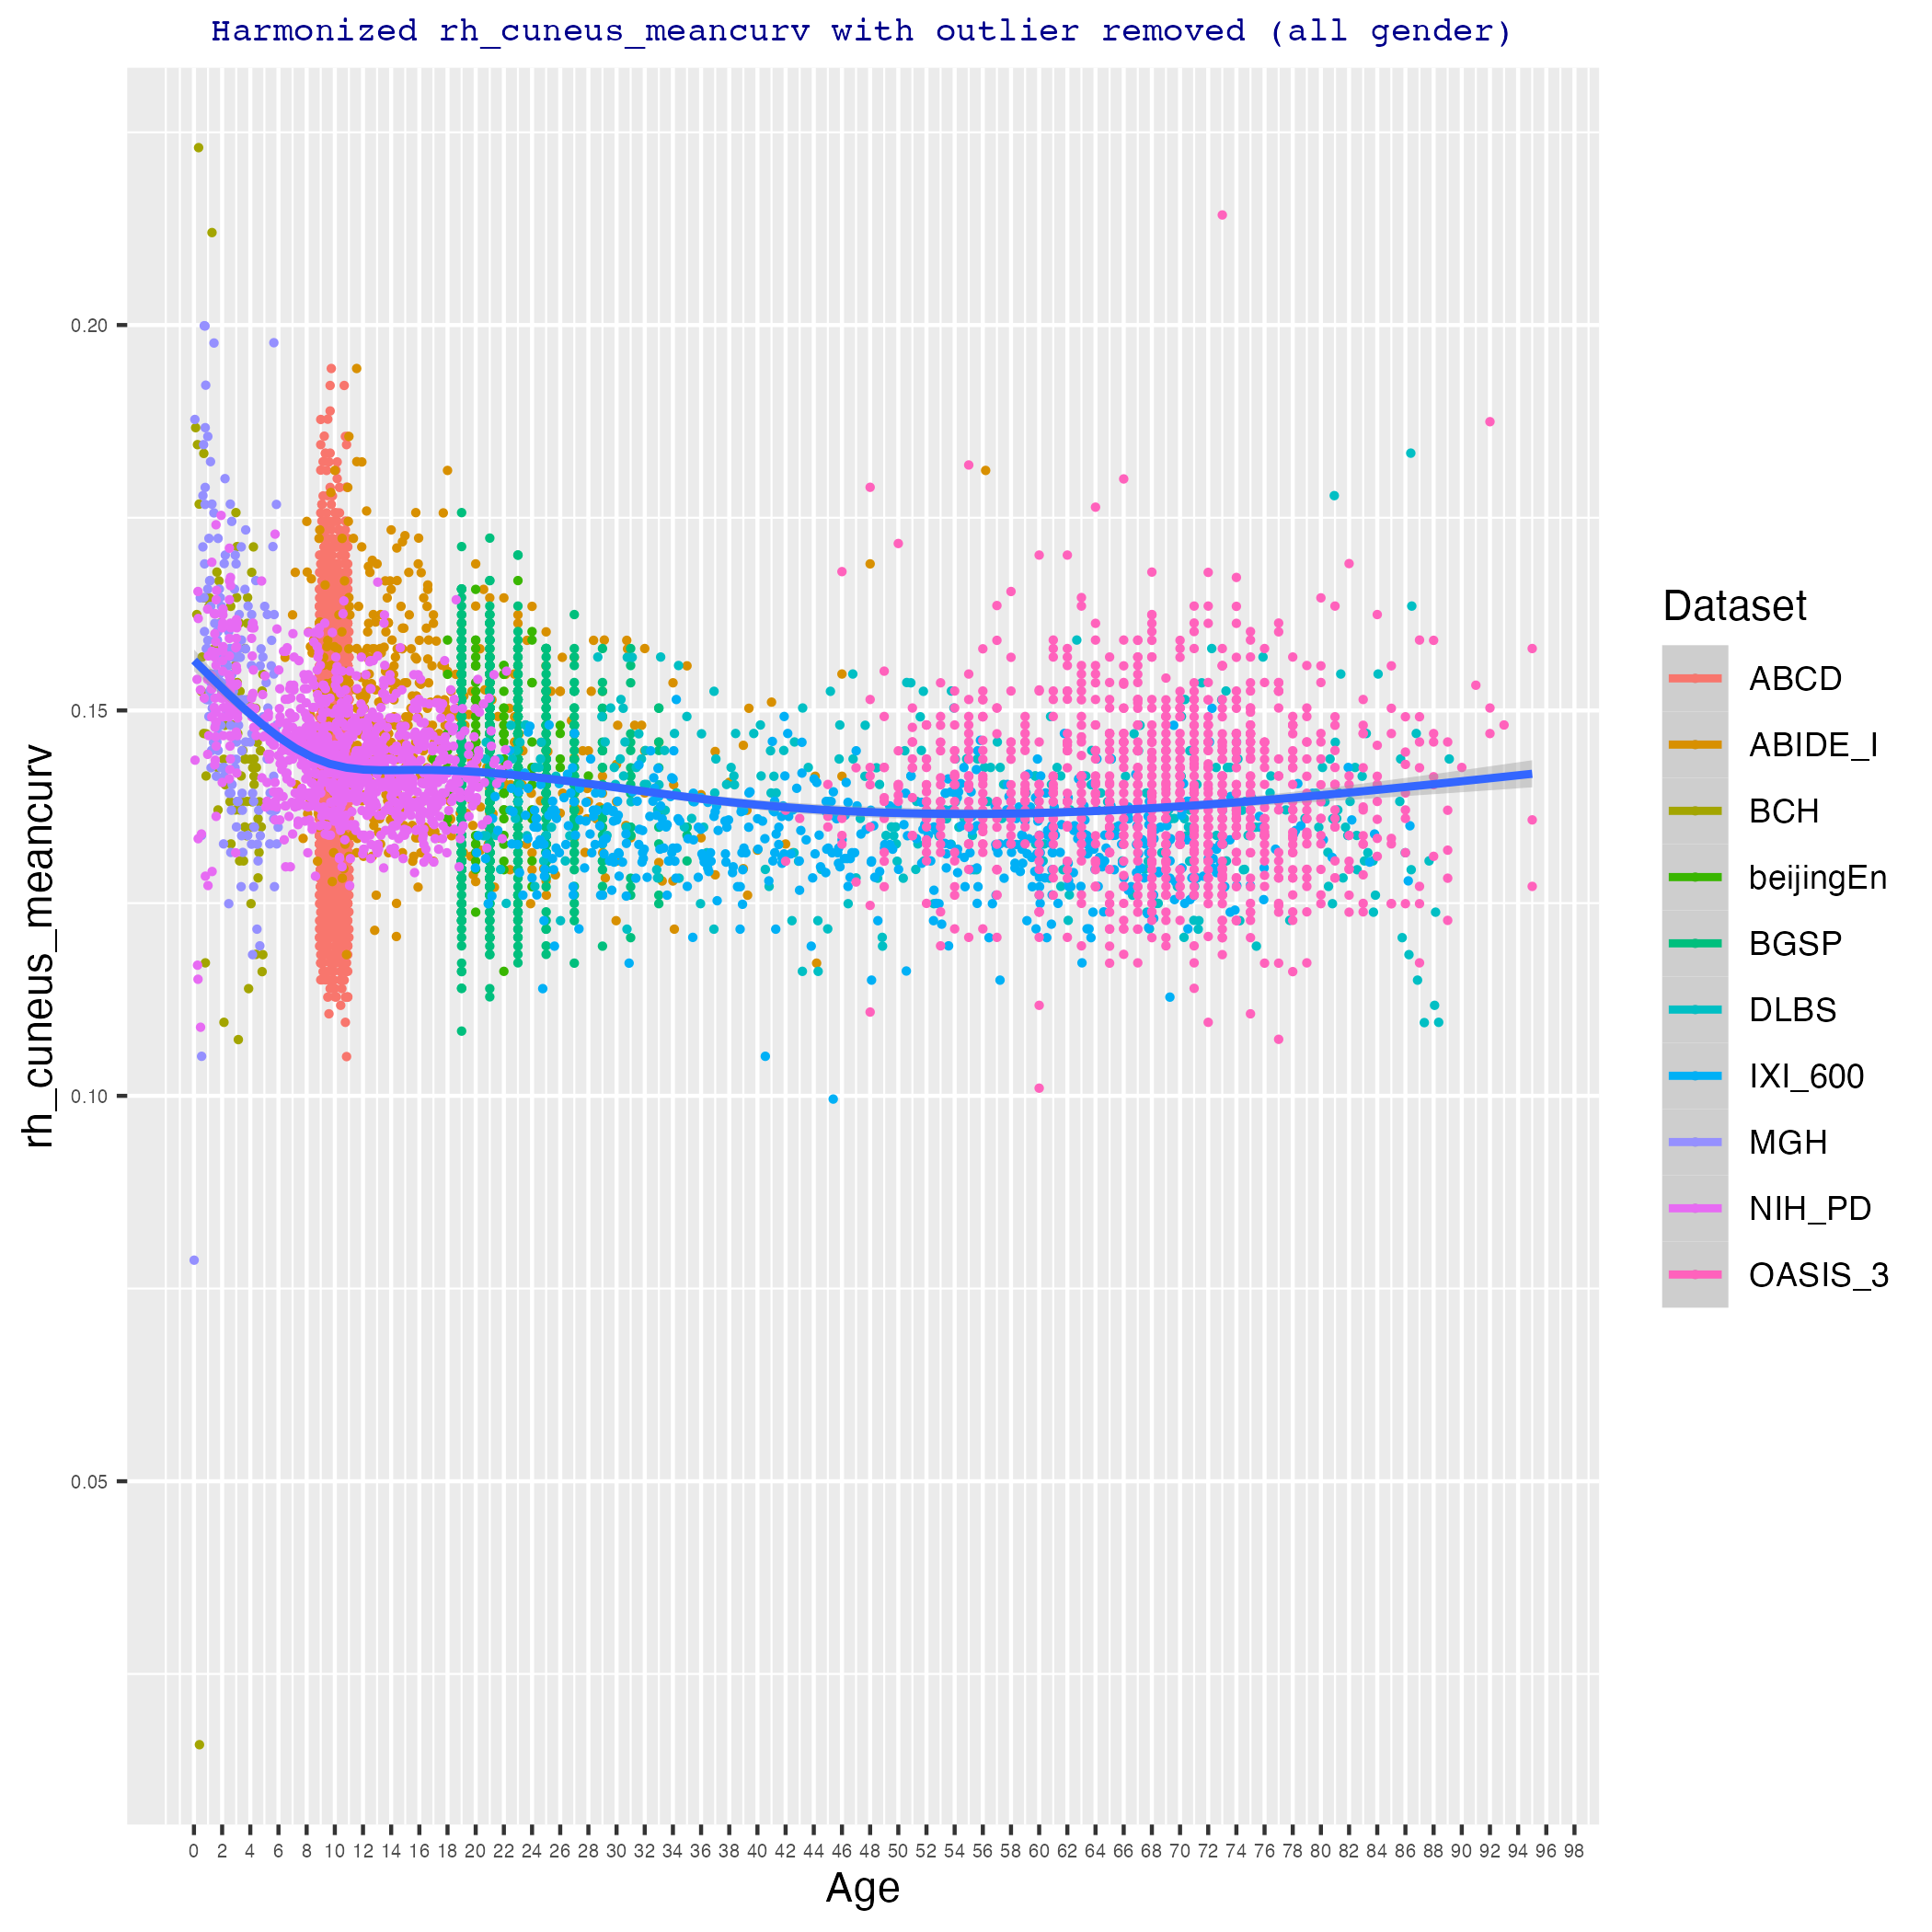 Harmonized rh_cuneus_meancurv with outlier removed (all gender)
rh_cuneus_meancurv
0.20
0.15
0.10
0.05
0 2 4 6 8 10 12 14 16 18 20 22 24 26 28 30 32 34 36 38 40 42 44 46 48 50 52 54 56 58 60 62 64 66 68 70 72 74 76 78 80 82 84 86 88 90 92 94 96 98
Age
Dataset
ABCD
ABIDE_I
BCH
beijingEn
BGSP
DLBS
IXI_600
MGH
NIH_PD
OASIS_3